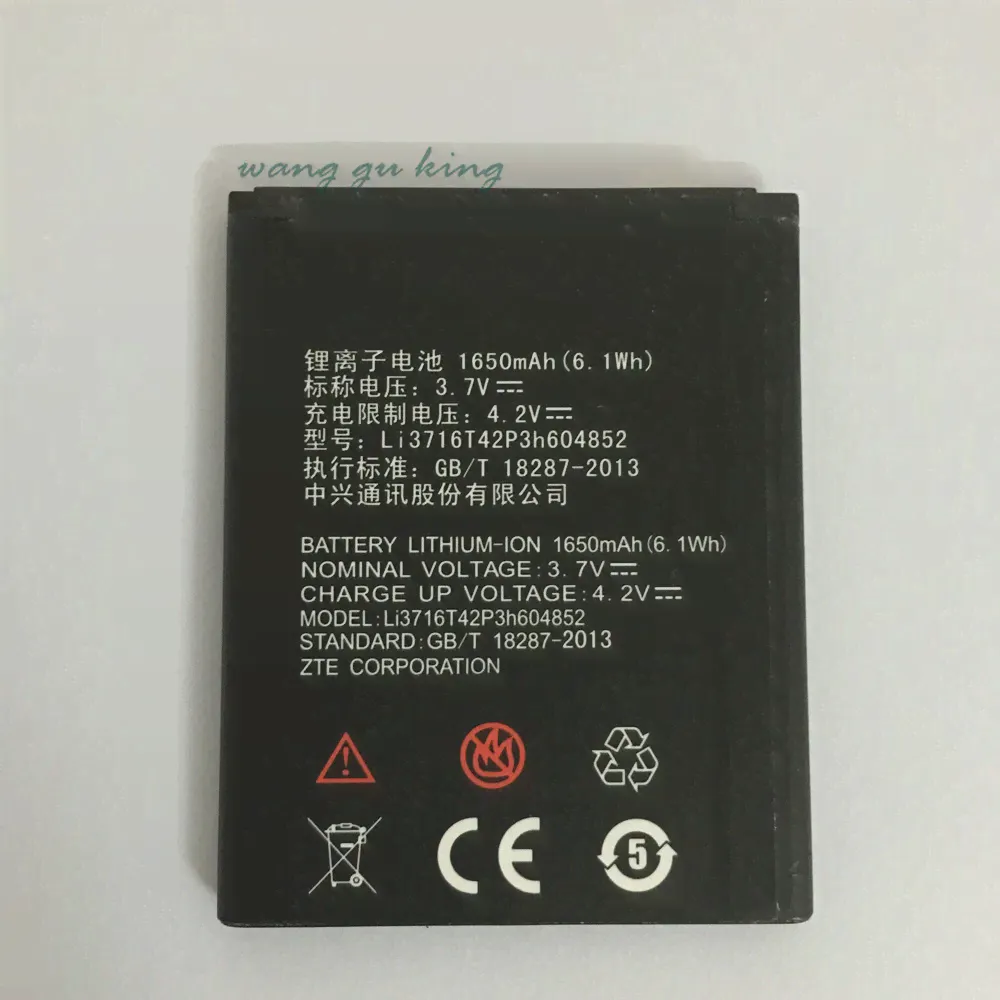 wang gu king
锂离子电池 1650mAh(6.1Wh)
标称电压: 3.7V
充电限制电压: 4.2V
型号: Li3716T42P3h604852
执行标准: GB/T 18287-2013
中兴通讯股份有限公司
BATTERY LITHIUM-ION 1650mAh(6.1Wh)
NOMINAL VOLTAGE:3.7V
CHARGE UP VOLTAGE:4.2V
MODEL:Li3716T42P3h604852
STANDARD:GB/T 18287-2013
ZTE CORPORATION
CE 5